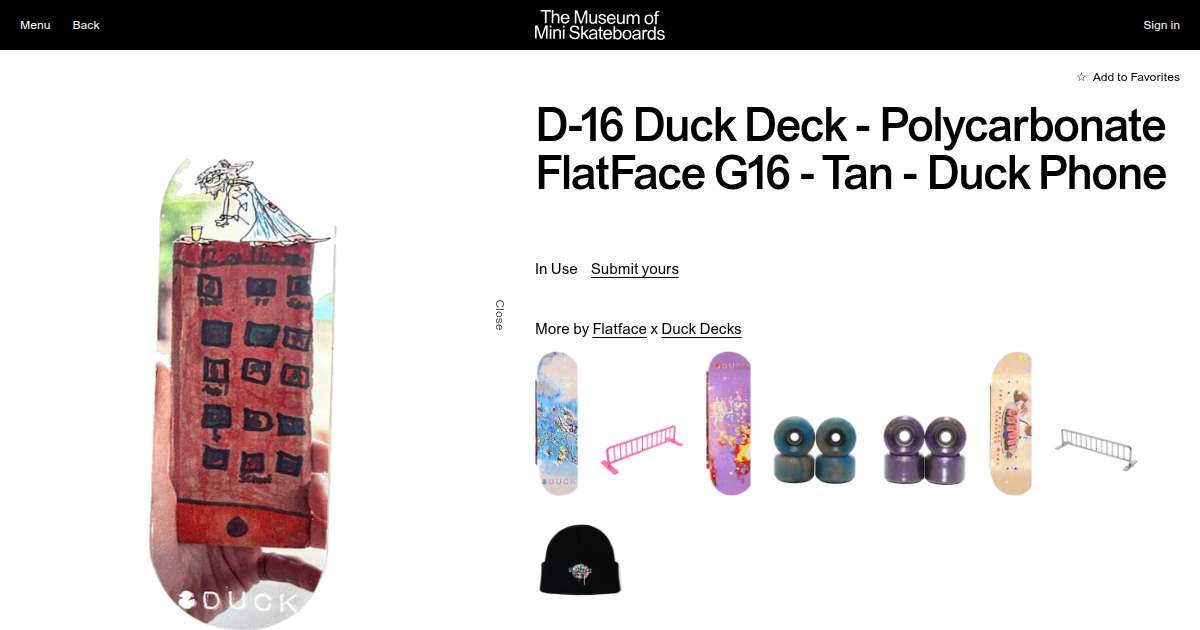 Menu
Back
The Museum of
Mini Skateboards
Sign in
☆ Add to Favorites
D-16 Duck Deck - Polycarbonate
FlatFace G16 - Tan - Duck Phone
In Use
Submit yours
Close
More by Flatface x Duck Decks
DUCK
DUCK